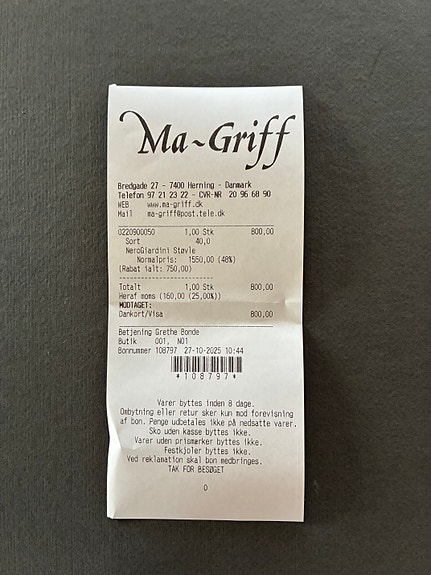 Ma~Griff
Bredgade 27 - 7400 Herning - Danmark
Telefon 97 21 23 22 - CVR-NR 20 96 68 90
WEB www.ma-griff.dk
Mail ma-griff@post.tele.dk
0220900050 1,00 Stk 800,00
Sort 40,0
NeroGiardini Støvle
Normalpris: 1550,00 (48%)
(Rabat ialt: 750,00)
Totalt 1,00 Stk 800,00
Heraf moms (160,00 (25,00%))
MODTAGET:
Dankort/Visa 800,00
Betjening Grethe Bonde
Butik 001, N01
Bonnummer 108797 27-10-2025 10:44
*108797*
Varer byttes inden 8 dage.
Ombytning eller retur sker kun mod forevisning
af bon. Penge udbetales ikke på nedsatte varer.
Sko uden kasse byttes ikke.
Varer uden prismærker byttes ikke.
Festkjoler byttes ikke.
Ved reklamation skal bon medbringes.
TAK FOR BESØGET
0